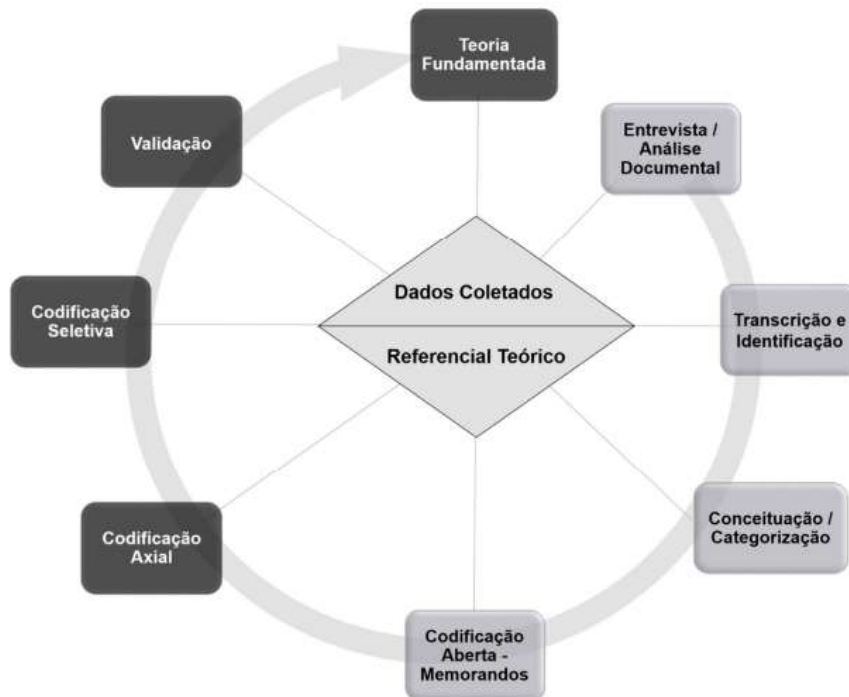 Teoria
Fundamentada
Entrevista /
Análise
Documental
Transcrição e
Identificação
Conceituação /
Categorização
Codificação
Aberta -
Memorandos
Codificação
Axial
Codificação
Seletiva
Validação
Dados Coletados
Referencial Teórico